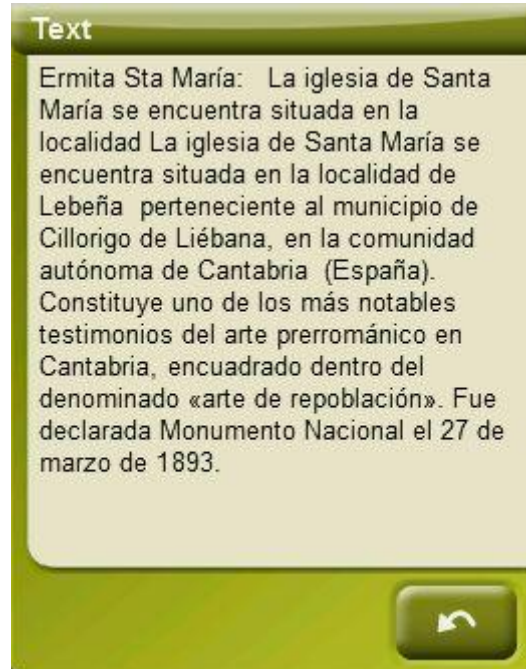 Text
Ermita Sta María:   La iglesia de Santa
María se encuentra situada en la
localidad La iglesia de Santa María se
encuentra situada en la localidad de
Lebeña  perteneciente al municipio de
Cillorigo de Liébana, en la comunidad
autónoma de Cantabria  (España).
Constituye uno de los más notables
testimonios del arte prerrománico en
Cantabria, encuadrado dentro del
denominado «arte de repoblación». Fue
declarada Monumento Nacional el 27 de
marzo de 1893.